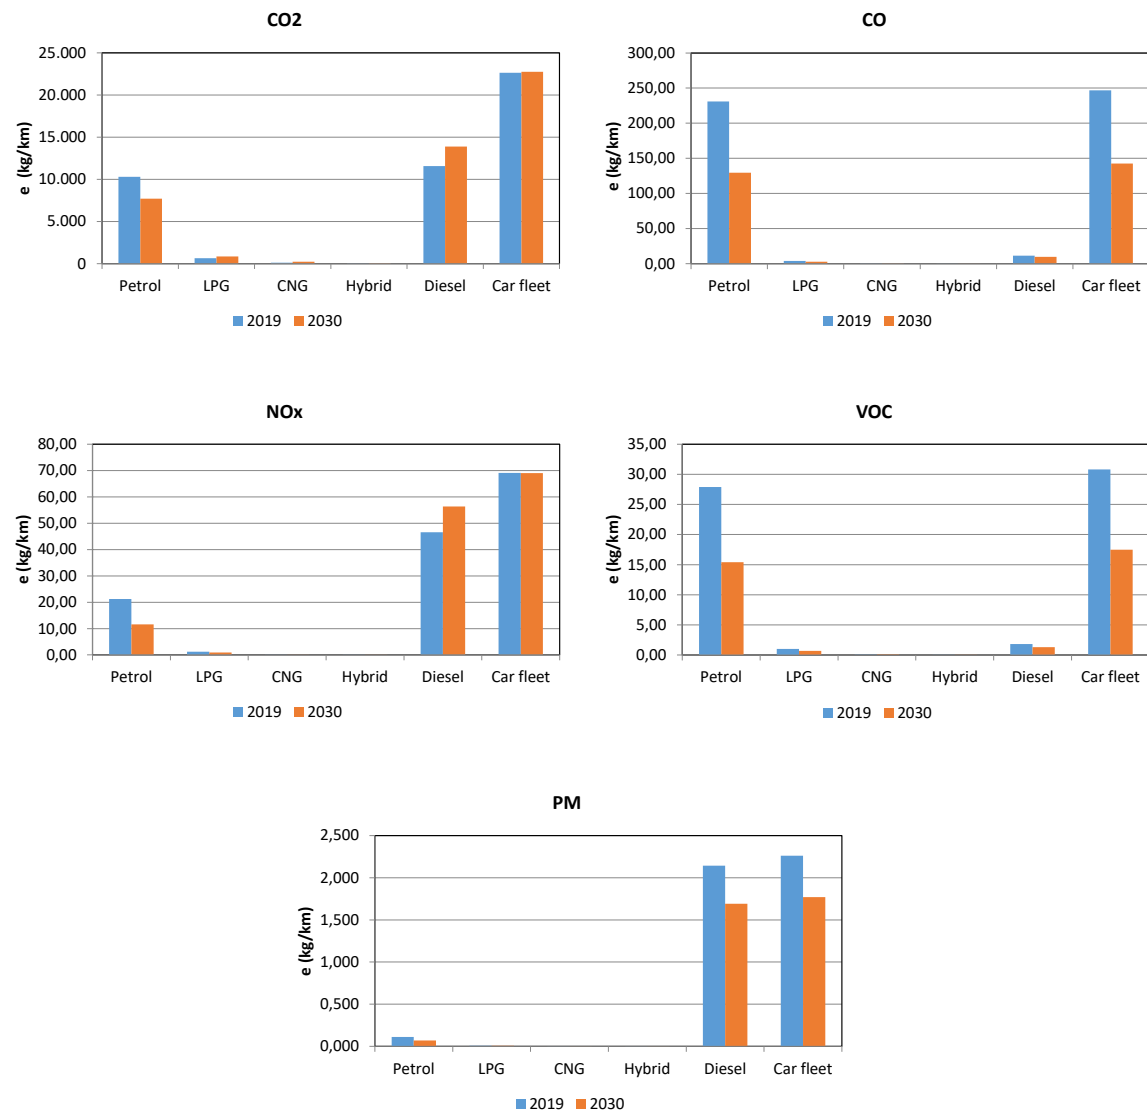 CO2
25.000
20.000
15.000
10.000
5.000
0
e (kg/km)
Petrol LPG CNG Hybrid Diesel Car fleet
2019 2030
CO
300,00
250,00
200,00
150,00
100,00
50,00
0,00
e (kg/km)
Petrol LPG CNG Hybrid Diesel Car fleet
2019 2030
NOx
80,00
70,00
60,00
50,00
40,00
30,00
20,00
10,00
0,00
e (kg/km)
Petrol LPG CNG Hybrid Diesel Car fleet
2019 2030
VOC
35,00
30,00
25,00
20,00
15,00
10,00
5,00
0,00
e (kg/km)
Petrol LPG CNG Hybrid Diesel Car fleet
2019 2030
PM
2,500
2,000
1,500
1,000
0,500
0,000
e (kg/km)
Petrol LPG CNG Hybrid Diesel Car fleet
2019 2030